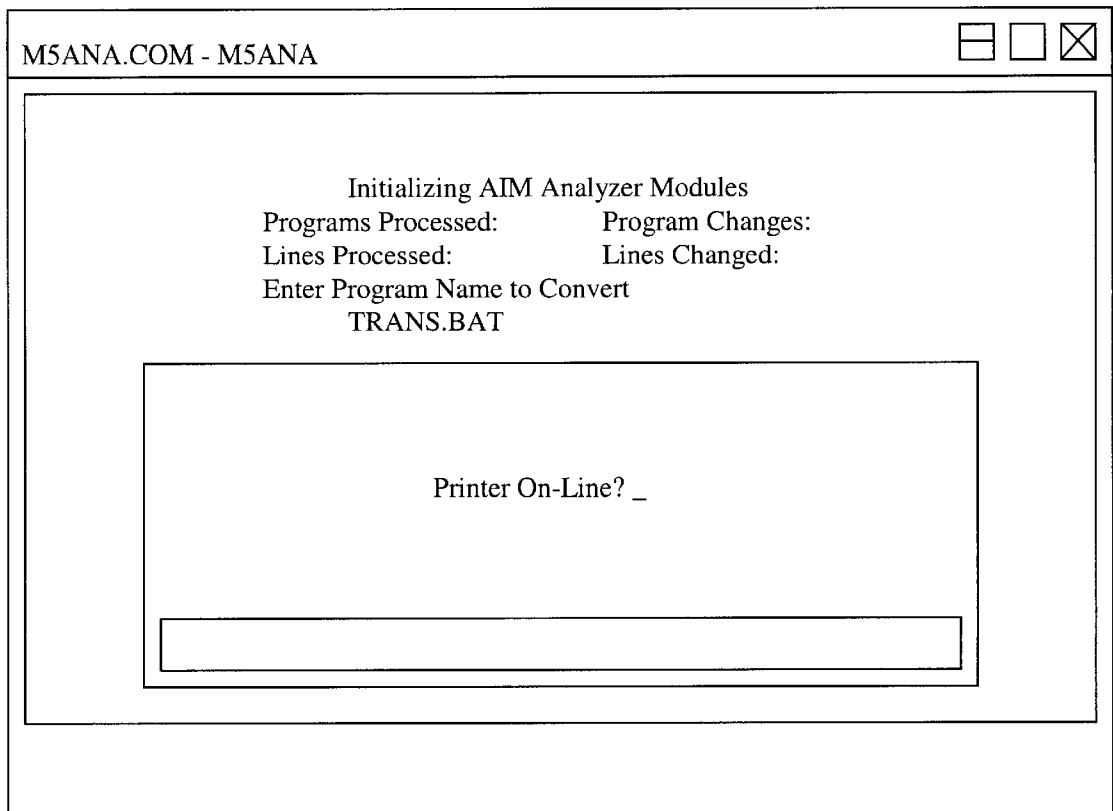 M5ANA.COM - M5ANA
Initializing AIM Analyzer Modules
Programs Processed: Program Changes:
Lines Processed: Lines Changed:
Enter Program Name to Convert
TRANS.BAT
Printer On-Line? _